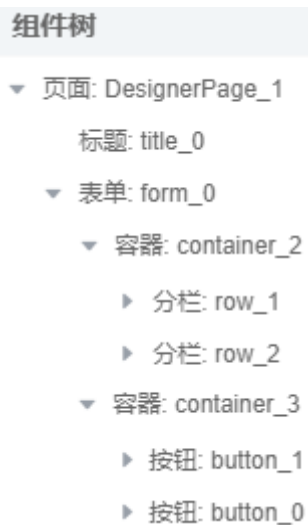 组件树
页面: DesignerPage_1
标题: title_0
表单: form_0
容器: container_2
分栏: row_1
分栏: row_2
容器: container_3
按钮: button_1
按钮: button_0